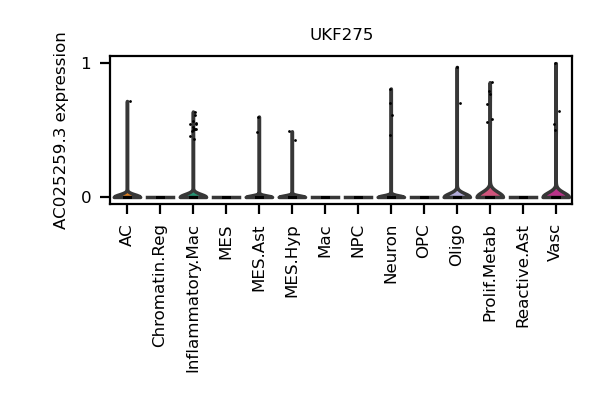 UKF275
AC025259.3 expression
1
0
AC
Chromatin.Reg
Inflammatory.Mac
MES
MES.Ast
MES.Hyp
Mac
NPC
Neuron
OPC
Oligo
Prolif.Metab
Reactive.Ast
Vasc